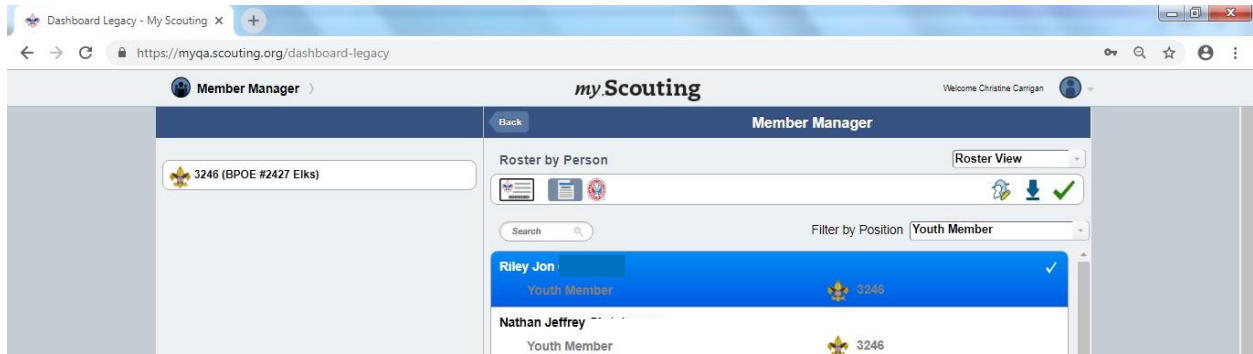 Dashboard Legacy - My Scouting
https://myqa.scouting.org/dashboard-legacy
Member Manager
my.Scouting
Welcome Christine Carrigan
Back
Member Manager
3246 (BPOE #2427 Elks)
Roster by Person
Roster View
Search
Filter by Position
Youth Member
Riley Jon
Youth Member
3246
Nathan Jeffrey
Youth Member
3246